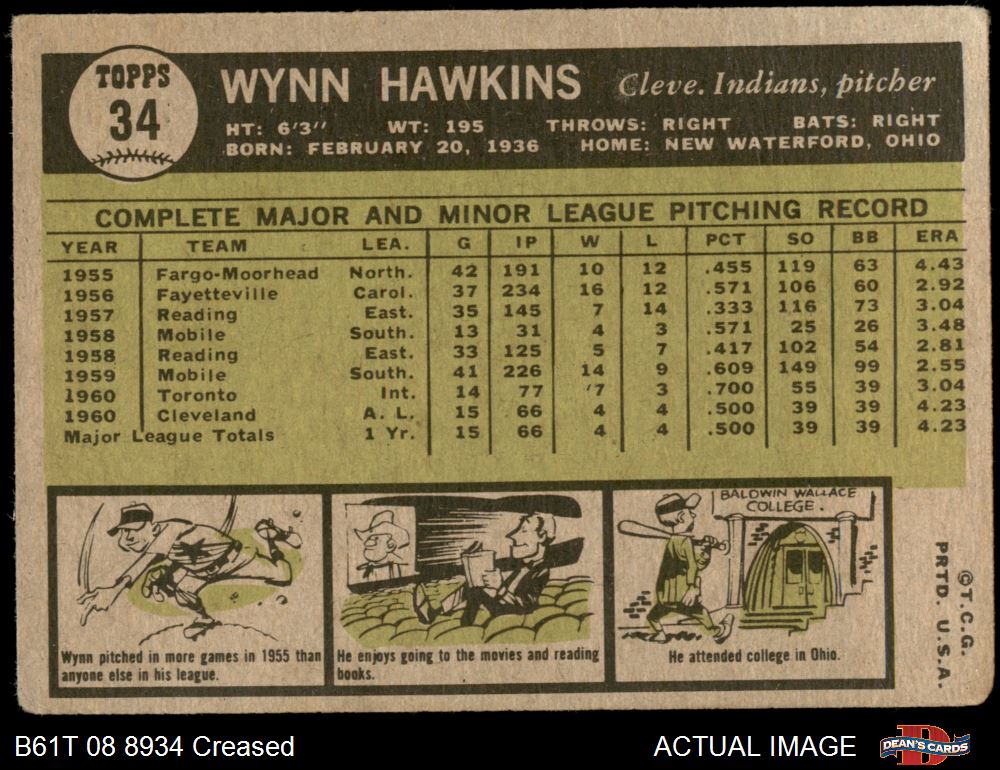 TOPPS
34
WYNN HAWKINS Cleve. Indians, pitcher
HT: 6'3" WT: 195 THROWS: RIGHT BATS: RIGHT
BORN: FEBRUARY 20, 1936 HOME: NEW WATERFORD, OHIO
COMPLETE MAJOR AND MINOR LEAGUE PITCHING RECORD
YEAR TEAM LEA. G IP W L PCT SO BB ERA
1955 Fargo-Moorhead North. 42 191 10 12 .455 119 63 4.43
1956 Fayetteville Carol. 37 234 16 12 .571 106 60 2.92
1957 Reading East. 35 145 7 14 .333 116 73 3.04
1958 Mobile South. 13 31 4 3 .571 25 26 3.48
1958 Reading East. 33 125 5 7 .417 102 54 2.81
1959 Mobile South. 41 226 14 9 .609 149 99 2.55
1960 Toronto Int. 14 77 7 3 .700 55 39 3.04
1960 Cleveland A. L. 15 66 4 4 .500 39 39 4.23
Major League Totals 1 Yr. 15 66 4 4 .500 39 39 4.23
Wynn pitched in more games in 1955 than
anyone else in his league.
He enjoys going to the movies and reading
books.
BALDWIN WALLACE
COLLEGE.
He attended college in Ohio.
©T.C.G.
PRTD. U.S.A.
B61T 08 8934 Creased
ACTUAL IMAGE
D
DEAN'S CARDS